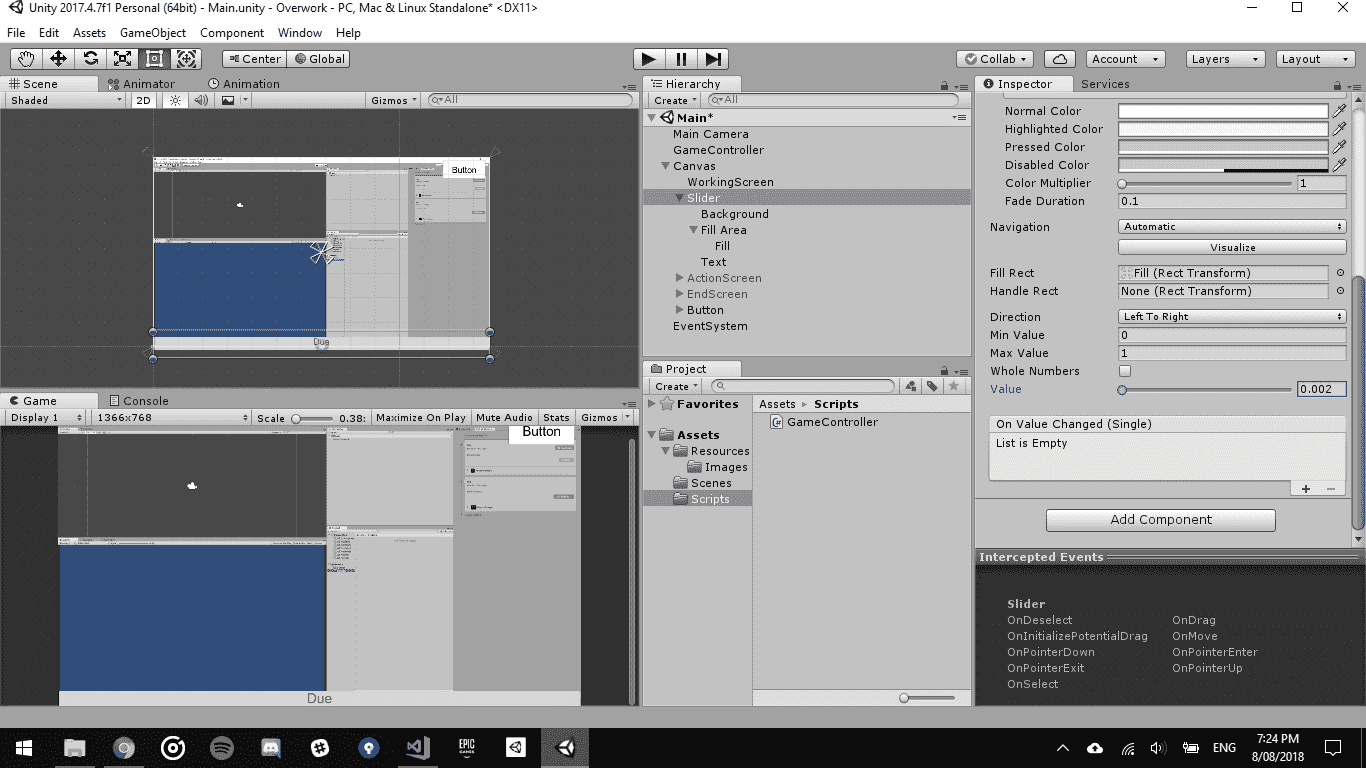 Unity 2017.4.7f1 Personal (64bit) - Main.unity - Overwork - PC, Mac & Linux Standalone* <DX11>
File Edit Assets GameObject Component Window Help
Center Global
Collab Account Layers Layout
Scene Animator Animation
Shaded 2D Gizmos All
Button
Due
Game Console
Display 1 1366x768 Scale 0.38: Maximize On Play Mute Audio Stats Gizmos
Button
Due
Hierarchy
Create All
Main*
Main Camera
GameController
Canvas
WorkingScreen
Slider
Background
Fill Area
Fill
Text
ActionScreen
EndScreen
Button
EventSystem
Project
Create
Favorites
Assets
Resources
Images
Scenes
Scripts
Assets ▸ Scripts
GameController
Inspector Services
Normal Color
Highlighted Color
Pressed Color
Disabled Color
Color Multiplier 1
Fade Duration 0.1
Navigation Automatic
Visualize
Fill Rect Fill (Rect Transform)
Handle Rect None (Rect Transform)
Direction Left To Right
Min Value 0
Max Value 1
Whole Numbers
Value 0.002
On Value Changed (Single)
List is Empty
+ −
Add Component
Intercepted Events
Slider
OnDeselect OnDrag
OnInitializePotentialDrag OnMove
OnPointerDown OnPointerEnter
OnPointerExit OnPointerUp
OnSelect
EPIC GAMES
ENG
7:24 PM
8/08/2018